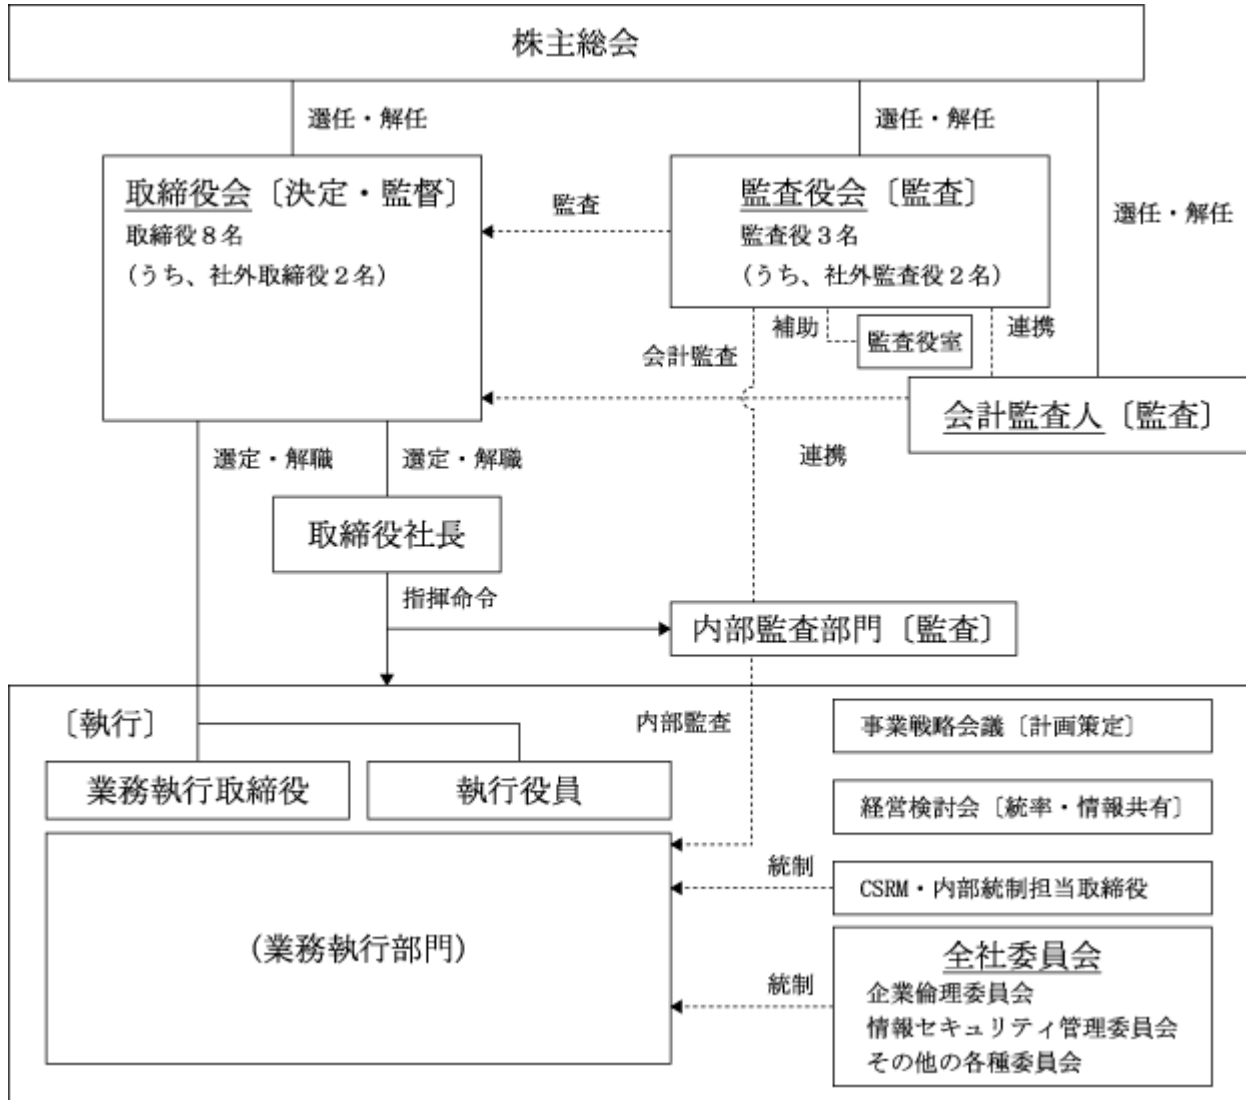 株主総会
選任・解任
選任・解任
選任・解任
取締役会〔決定・監督〕
取締役８名
(うち、社外取締役２名)
監査
監査役会〔監査〕
監査役３名
(うち、社外監査役２名)
補助
監査役室
連携
会計監査
会計監査人〔監査〕
選定・解職
選定・解職
連携
取締役社長
指揮命令
内部監査部門〔監査〕
〔執行〕
内部監査
事業戦略会議〔計画策定〕
業務執行取締役
執行役員
経営検討会〔統率・情報共有〕
統制
CSRM・内部統制担当取締役
(業務執行部門)
統制
全社委員会
企業倫理委員会
情報セキュリティ管理委員会
その他の各種委員会